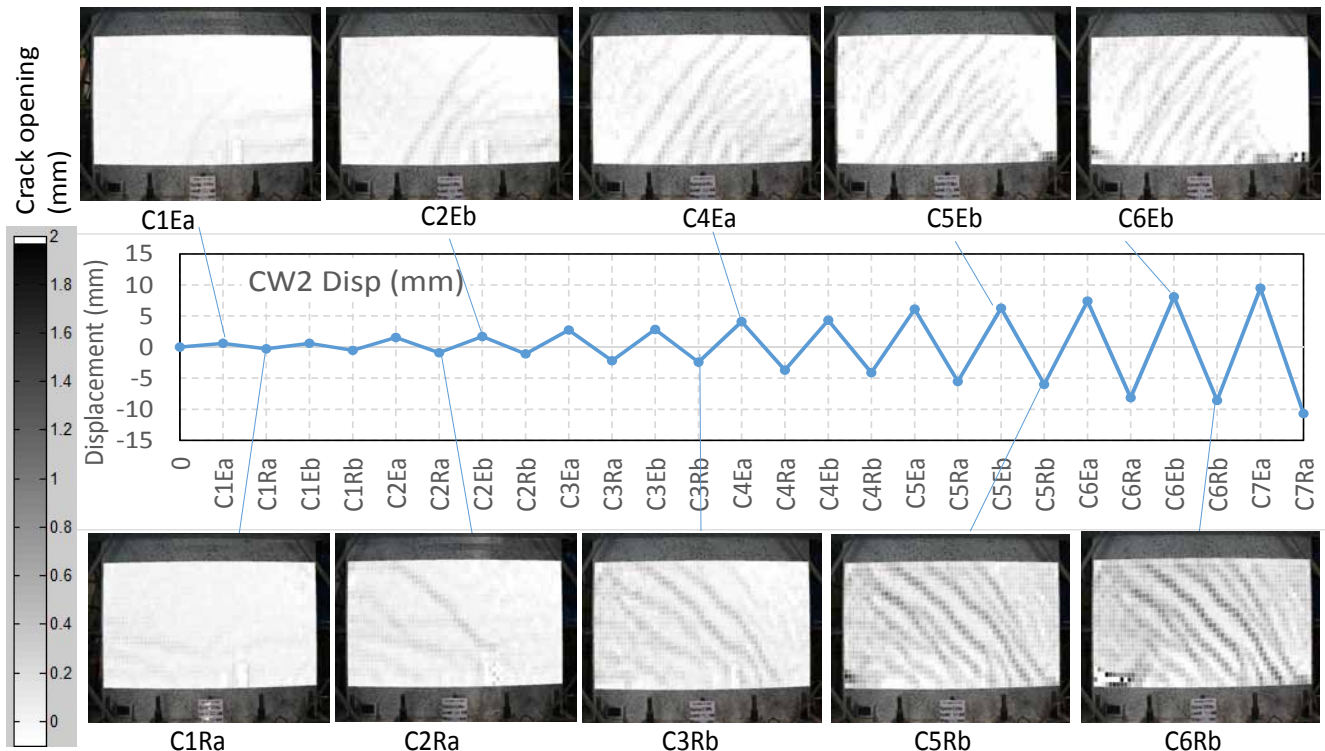 Crack opening
(mm)
C1Ea
C2Eb
C4Ea
C5Eb
C6Eb
2
1.8
1.6
1.4
1.2
1
0.8
0.6
0.4
0.2
0
Displacement (mm)
15
10
5
0
-5
-10
-15
CW2 Disp (mm)
0
C1Ea
C1Ra
C1Eb
C1Rb
C2Ea
C2Ra
C2Eb
C2Rb
C3Ea
C3Ra
C3Eb
C3Rb
C4Ea
C4Ra
C4Eb
C4Rb
C5Ea
C5Ra
C5Eb
C5Rb
C6Ea
C6Ra
C6Eb
C6Rb
C7Ea
C7Ra
C1Ra
C2Ra
C3Rb
C5Rb
C6Rb